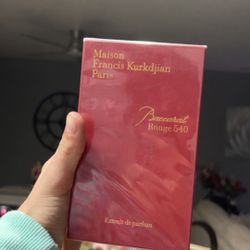 Maison
Francis Kurkdjian
Paris
Baccarat
Rouge 540
Extrait de parfum